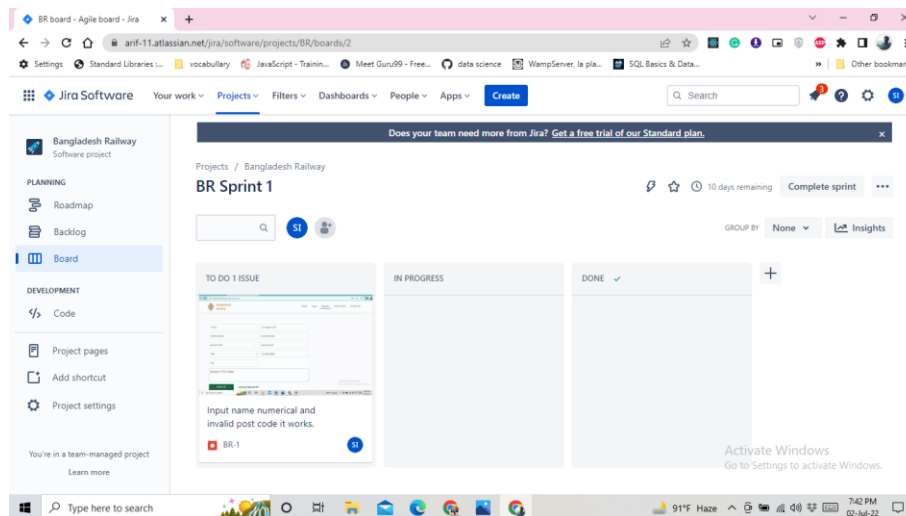 BR board - Agile board - Jira
arif-11.atlassian.net/jira/software/projects/BR/boards/2
Settings Standard Libraries :... vocabullary JavaScript - Trainin... Meet Guru99 - Free... data science WampServer, la pla... SQL Basics & Data... » Other bookmar
Jira Software Your work Projects Filters Dashboards People Apps Create Search 3 SI
Does your team need more from Jira? Get a free trial of our Standard plan.
Bangladesh Railway
Software project
Projects / Bangladesh Railway
BR Sprint 1
10 days remaining Complete sprint
PLANNING
Roadmap
Backlog
Board
DEVELOPMENT
Code
Project pages
Add shortcut
Project settings
You're in a team-managed project
Learn more
SI
GROUP BY None Insights
TO DO 1 ISSUE
IN PROGRESS
DONE
Input name numerical and
invalid post code it works.
BR-1 SI
Activate Windows
Go to Settings to activate Windows.
Type here to search
91°F Haze
7:42 PM
02-Jul-22